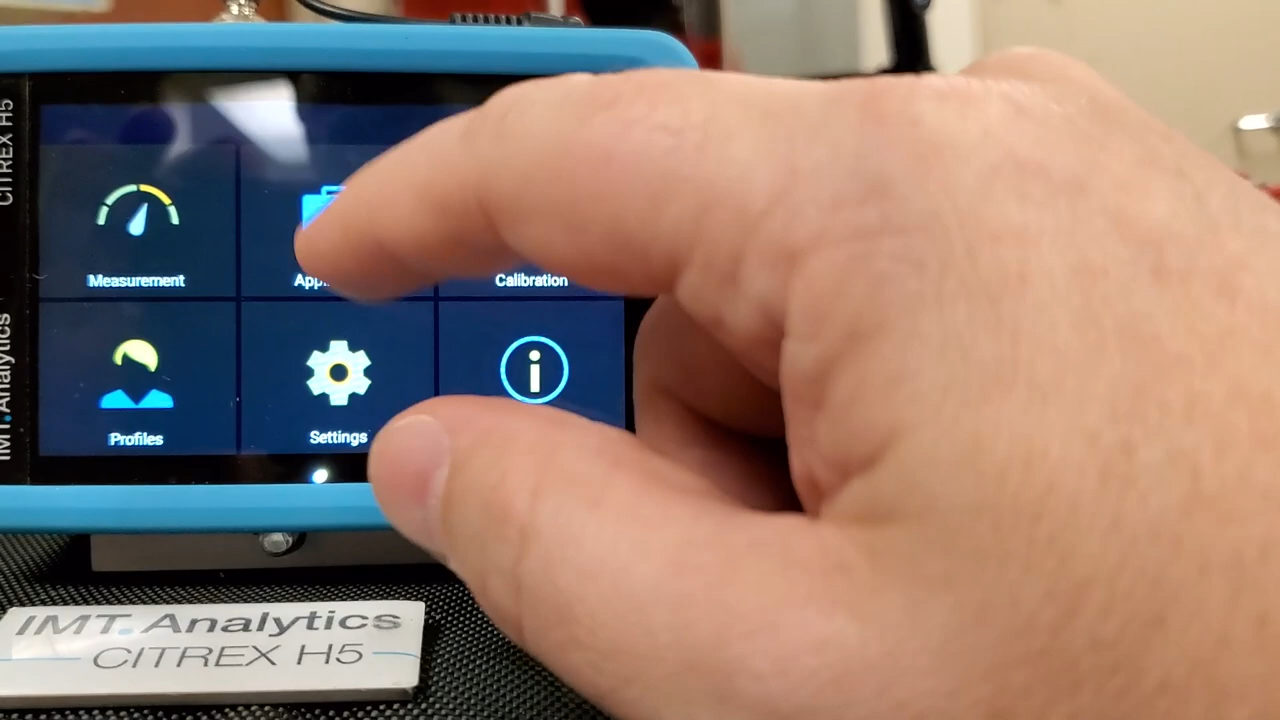 CITREX H5
IMT.Analytics
Measurement
Calibration
Profiles
Settings
IMT.Analytics
CITREX H5